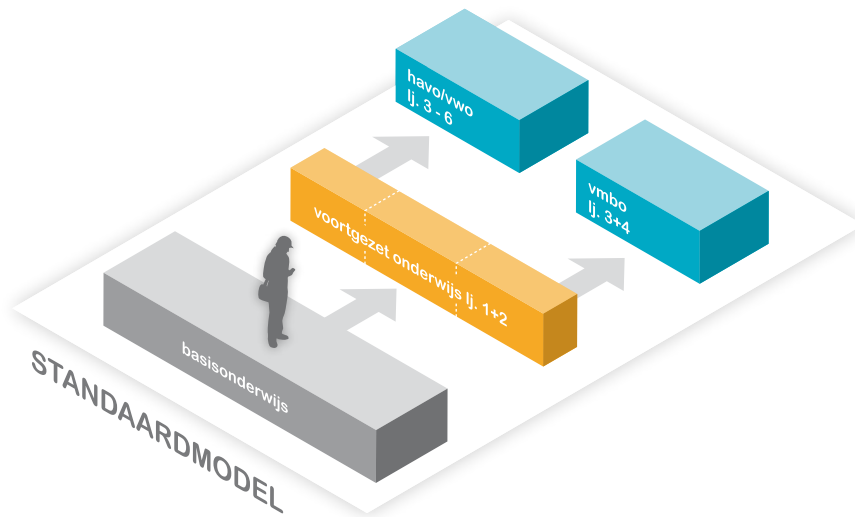 havo/vwo
lj. 3 - 6
vmbo
lj. 3+4
voortgezet onderwijs lj. 1+2
basisonderwijs
STANDAARDMODEL